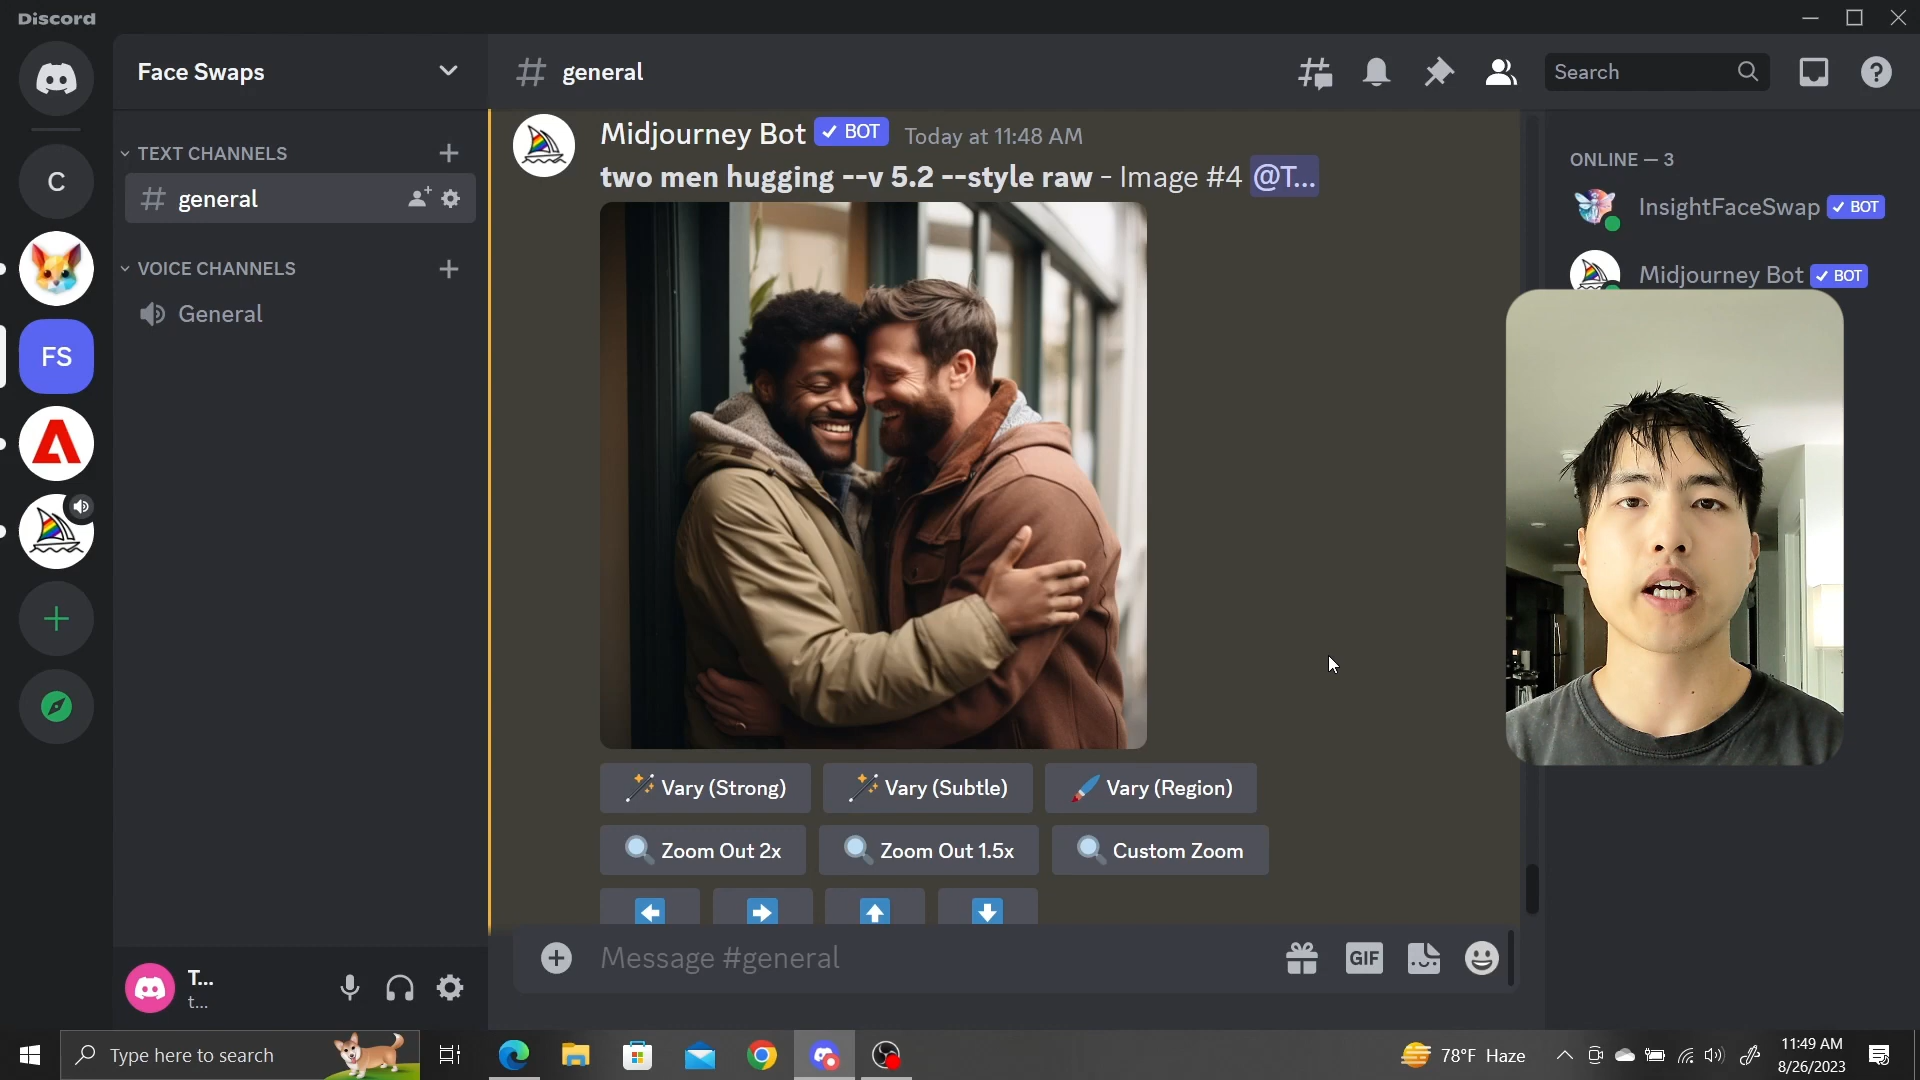 Discord
Face Swaps
general
Search
?
C
FS
TEXT CHANNELS
general
VOICE CHANNELS
General
Midjourney Bot ✓ BOT Today at 11:48 AM
two men hugging --v 5.2 --style raw - Image #4 @T...
Vary (Strong) Vary (Subtle) Vary (Region)
Zoom Out 2x Zoom Out 1.5x Custom Zoom
Message #general
GIF
ONLINE — 3
InsightFaceSwap ✓ BOT
Midjourney Bot ✓ BOT
T...
t...
Type here to search
78°F Haze
11:49 AM
8/26/2023